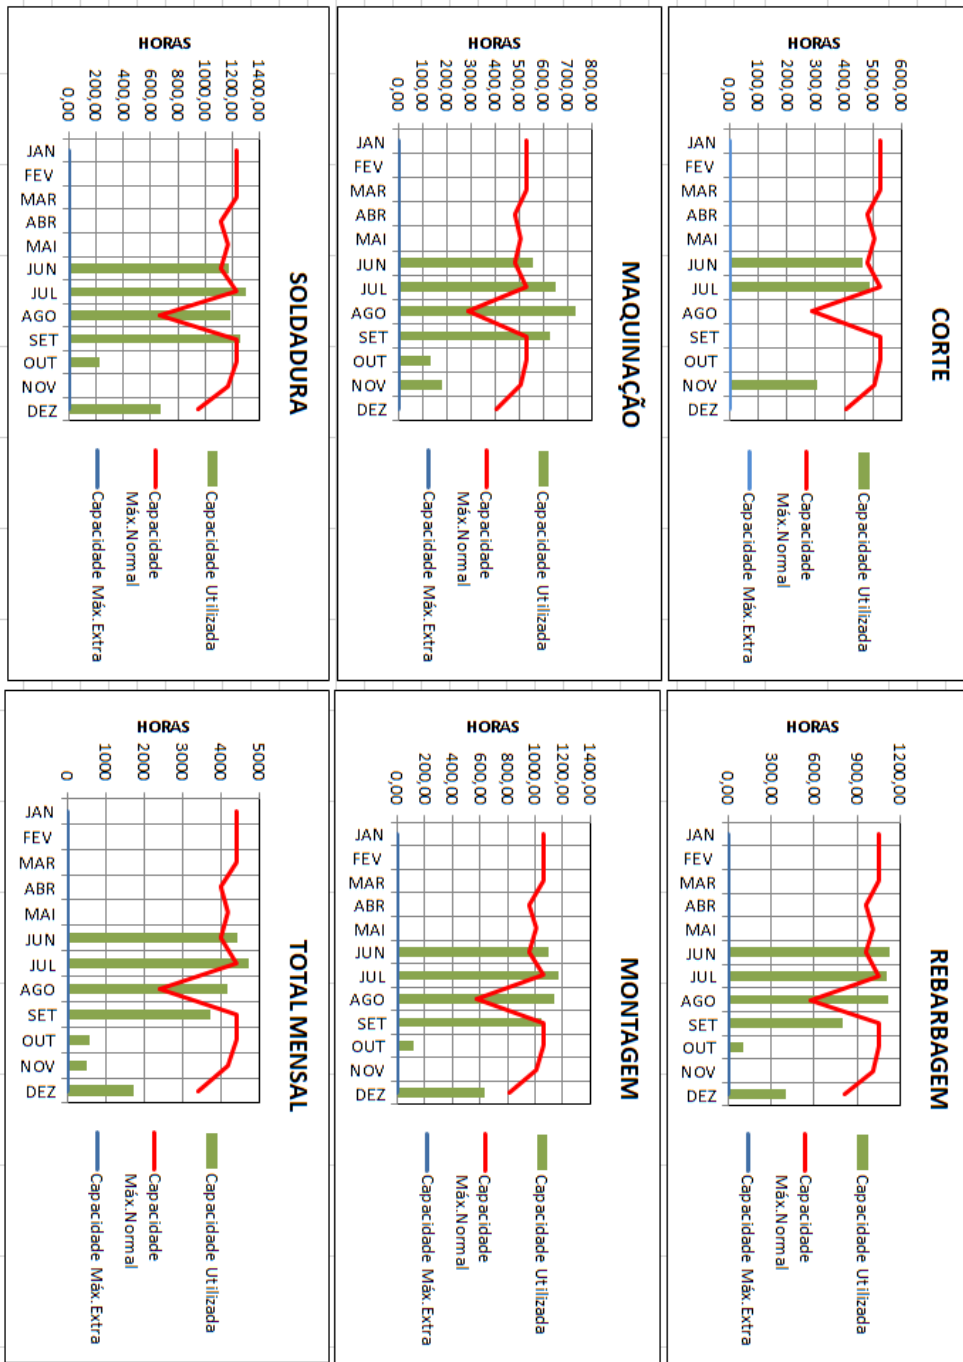 CORTE
HORAS
600,00
500,00
400,00
300,00
200,00
100,00
0,00
JAN
FEV
MAR
ABR
MAI
JUN
JUL
AGO
SET
OUT
NOV
DEZ
Capacidade Utilizada
Capacidade
Máx.Normal
Capacidade Máx.Extra
REBARBAGEM
HORAS
1200,00
900,00
600,00
300,00
0,00
JAN
FEV
MAR
ABR
MAI
JUN
JUL
AGO
SET
OUT
NOV
DEZ
Capacidade Utilizada
Capacidade
Máx.Normal
Capacidade Máx.Extra
MAQUINAÇÃO
HORAS
800,00
700,00
600,00
500,00
400,00
300,00
200,00
100,00
0,00
JAN
FEV
MAR
ABR
MAI
JUN
JUL
AGO
SET
OUT
NOV
DEZ
Capacidade Utilizada
Capacidade
Máx.Normal
Capacidade Máx.Extra
MONTAGEM
HORAS
1400,00
1200,00
1000,00
800,00
600,00
400,00
200,00
0,00
JAN
FEV
MAR
ABR
MAI
JUN
JUL
AGO
SET
OUT
NOV
DEZ
Capacidade Utilizada
Capacidade
Máx.Normal
Capacidade Máx.Extra
SOLDADURA
HORAS
1400,00
1200,00
1000,00
800,00
600,00
400,00
200,00
0,00
JAN
FEV
MAR
ABR
MAI
JUN
JUL
AGO
SET
OUT
NOV
DEZ
Capacidade Utilizada
Capacidade
Máx.Normal
Capacidade Máx.Extra
TOTAL MENSAL
HORAS
5000
4000
3000
2000
1000
0
JAN
FEV
MAR
ABR
MAI
JUN
JUL
AGO
SET
OUT
NOV
DEZ
Capacidade Utilizada
Capacidade
Máx.Normal
Capacidade Máx.Extra